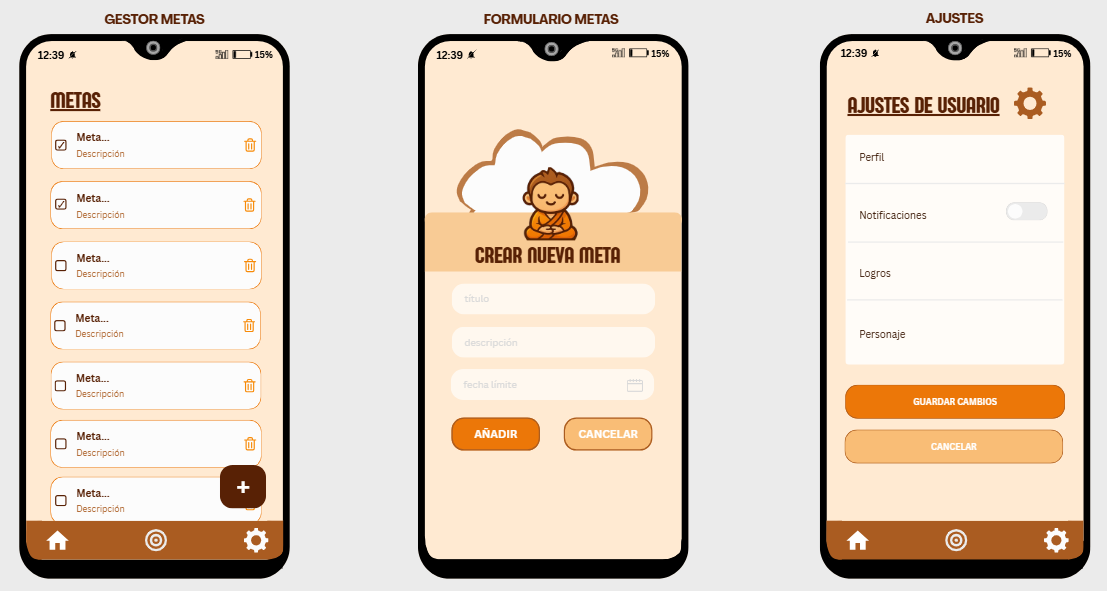 GESTOR METAS
12:39
15%
METAS
Meta...
Descripción
Meta...
Descripción
Meta...
Descripción
Meta...
Descripción
Meta...
Descripción
Meta...
Descripción
Meta...
Descripción
+
FORMULARIO METAS
12:39
15%
CREAR NUEVA META
título
descripción
fecha límite
AÑADIR
CANCELAR
AJUSTES
12:39
15%
AJUSTES DE USUARIO
Perfil
Notificaciones
Logros
Personaje
GUARDAR CAMBIOS
CANCELAR